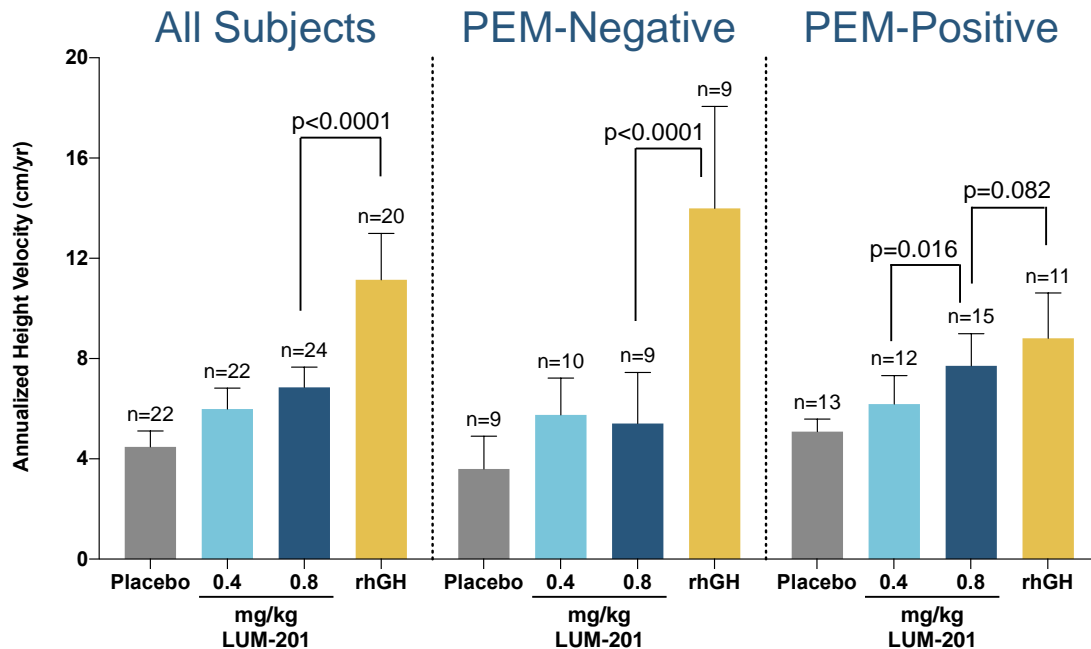 All Subjects
PEM-Negative
PEM-Positive
Annualized Height Velocity (cm/yr)
20
16
12
8
4
0
n=22
n=22
n=24
n=20
p<0.0001
n=9
n=10
n=9
n=9
p<0.0001
n=13
n=12
n=15
n=11
p=0.016
p=0.082
Placebo
0.4
0.8
rhGH
mg/kg
LUM-201
Placebo
0.4
0.8
rhGH
mg/kg
LUM-201
Placebo
0.4
0.8
rhGH
mg/kg
LUM-201